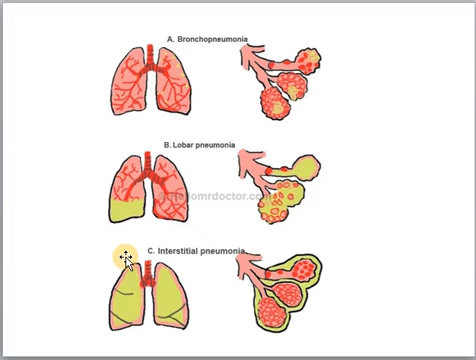 A. Bronchopneumonia
B. Lobar pneumonia
C. Interstitial pneumonia